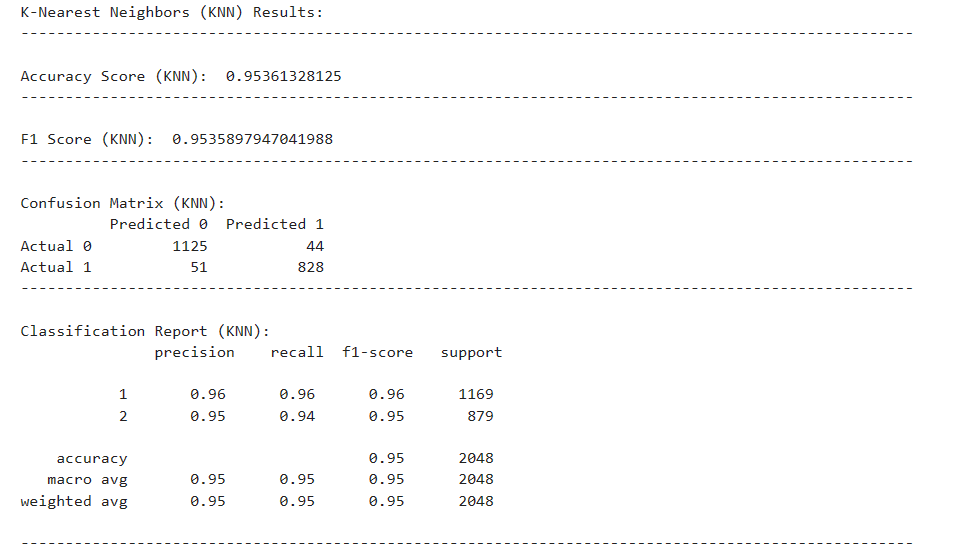 K-Nearest Neighbors (KNN) Results:
----------------------------------------------------------------------------------------------------
Accuracy Score (KNN):  0.95361328125
----------------------------------------------------------------------------------------------------
F1 Score (KNN):  0.9535897947041988
----------------------------------------------------------------------------------------------------
Confusion Matrix (KNN):
          Predicted 0  Predicted 1
Actual 0         1125           44
Actual 1           51          828
----------------------------------------------------------------------------------------------------
Classification Report (KNN):
               precision    recall  f1-score   support
           1       0.96      0.96      0.96      1169
           2       0.95      0.94      0.95       879
    accuracy                           0.95      2048
   macro avg       0.95      0.95      0.95      2048
weighted avg       0.95      0.95      0.95      2048
----------------------------------------------------------------------------------------------------